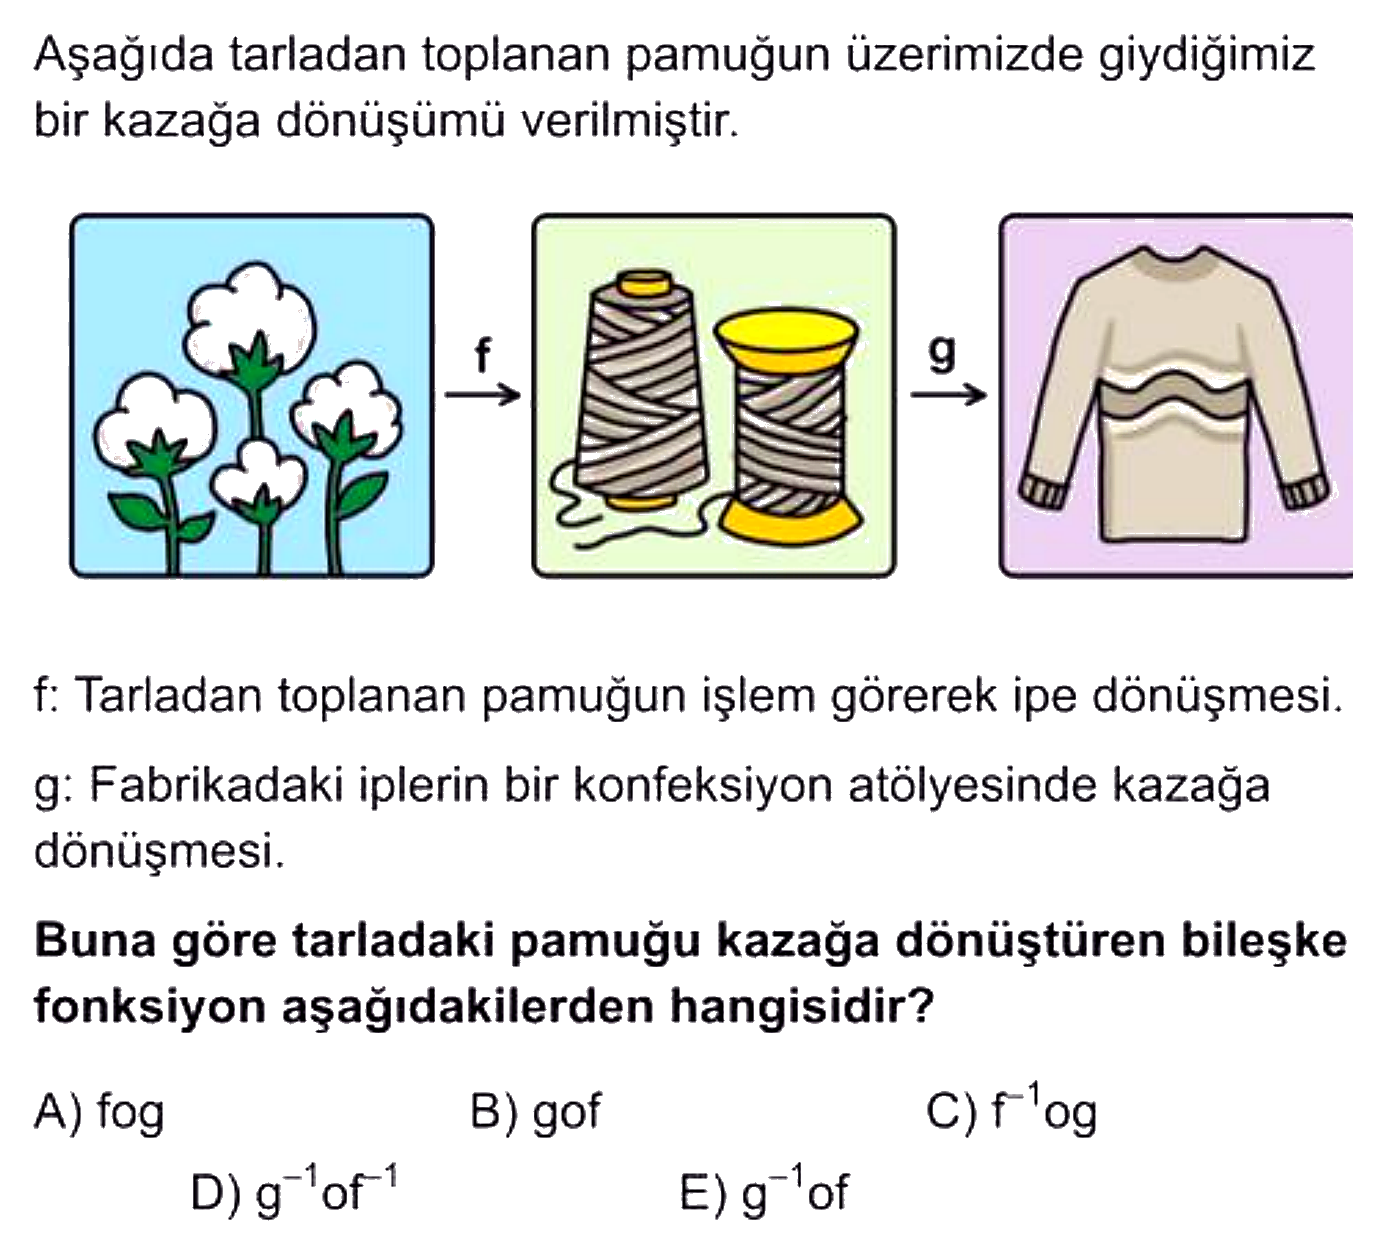 Aşağıda tarladan toplanan pamuğun üzerimizde giydiğimiz
bir kazağa dönüşümü verilmiştir.
f
g
f: Tarladan toplanan pamuğun işlem görerek ipe dönüşmesi.
g: Fabrikadaki iplerin bir konfeksiyon atölyesinde kazağa
dönüşmesi.
Buna göre tarladaki pamuğu kazağa dönüştüren bileşke
fonksiyon aşağıdakilerden hangisidir?
A) fog B) gof C) f⁻¹og
D) g⁻¹of⁻¹ E) g⁻¹of